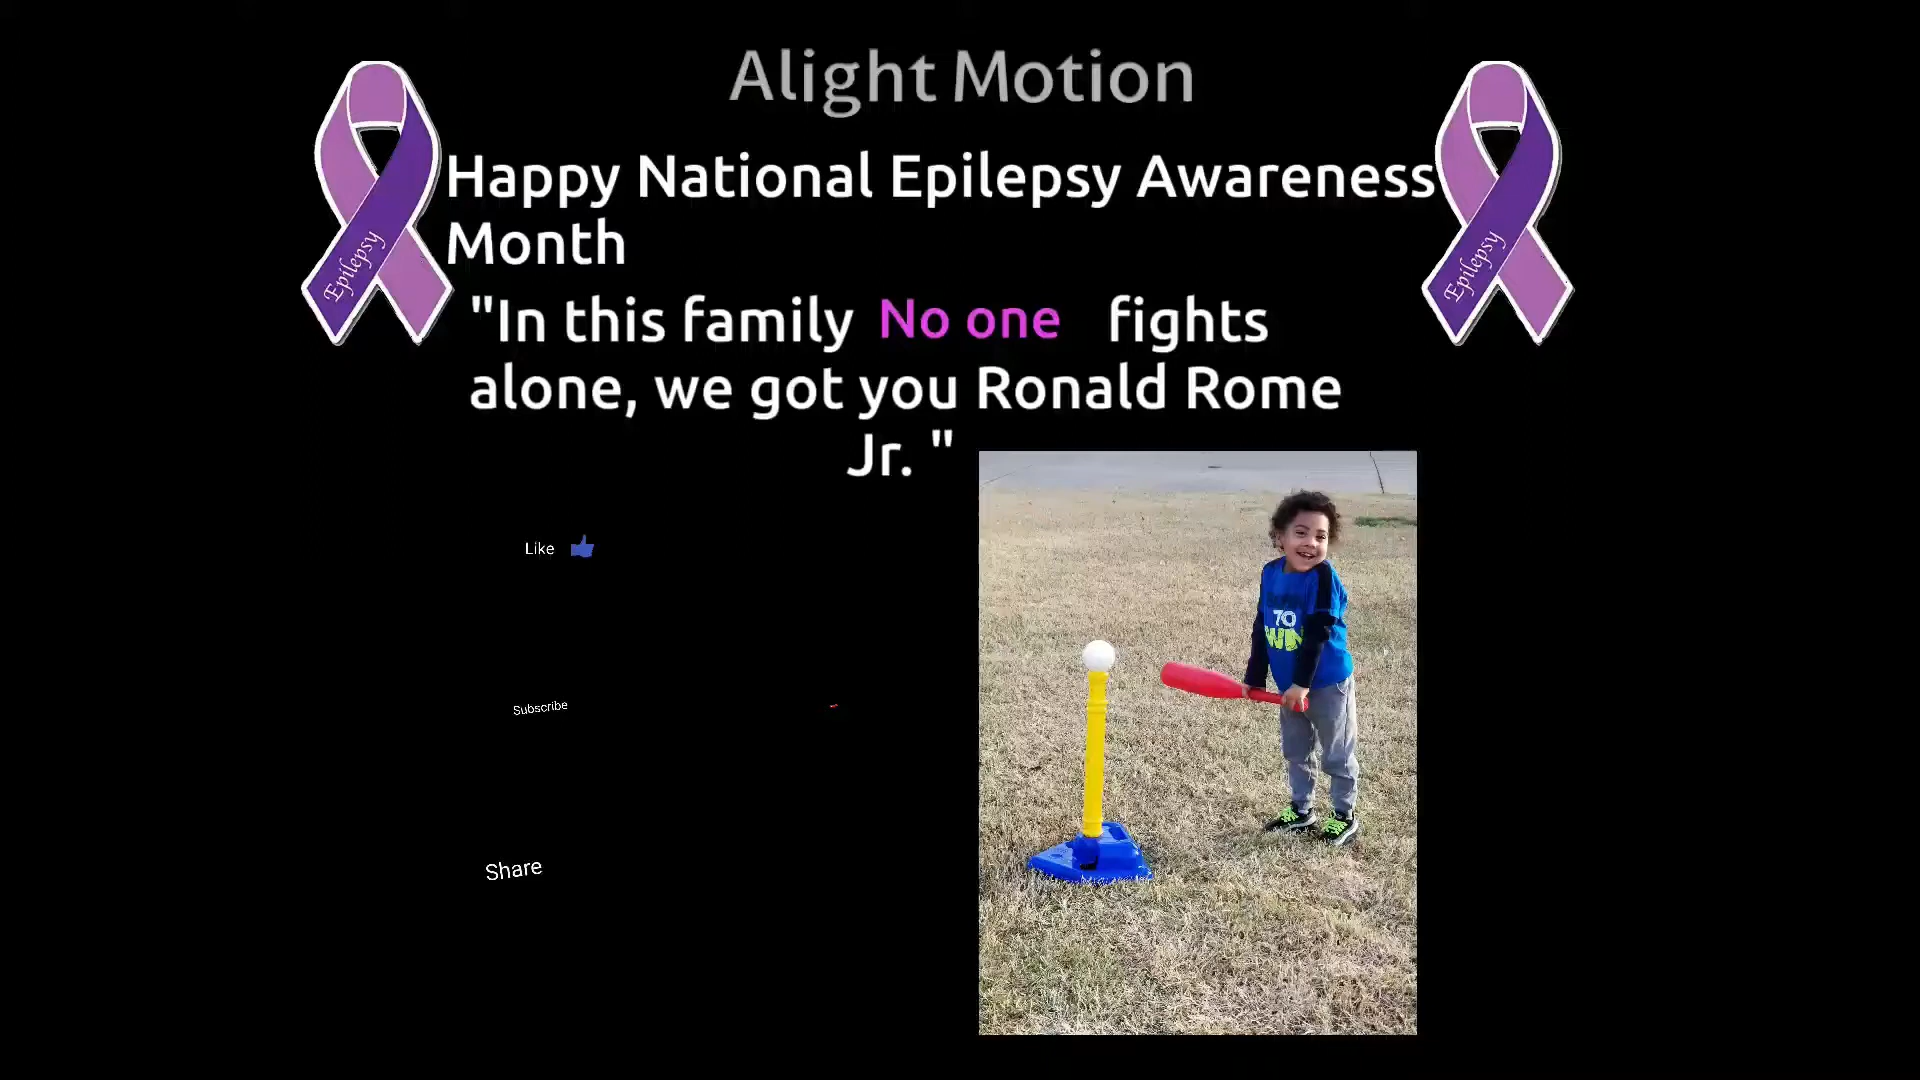 Alight Motion
Happy National Epilepsy Awareness
Month
"In this family No one fights
alone, we got you Ronald Rome
Jr. "
Epilepsy
Epilepsy
Like
70
WIN
Subscribe
Share